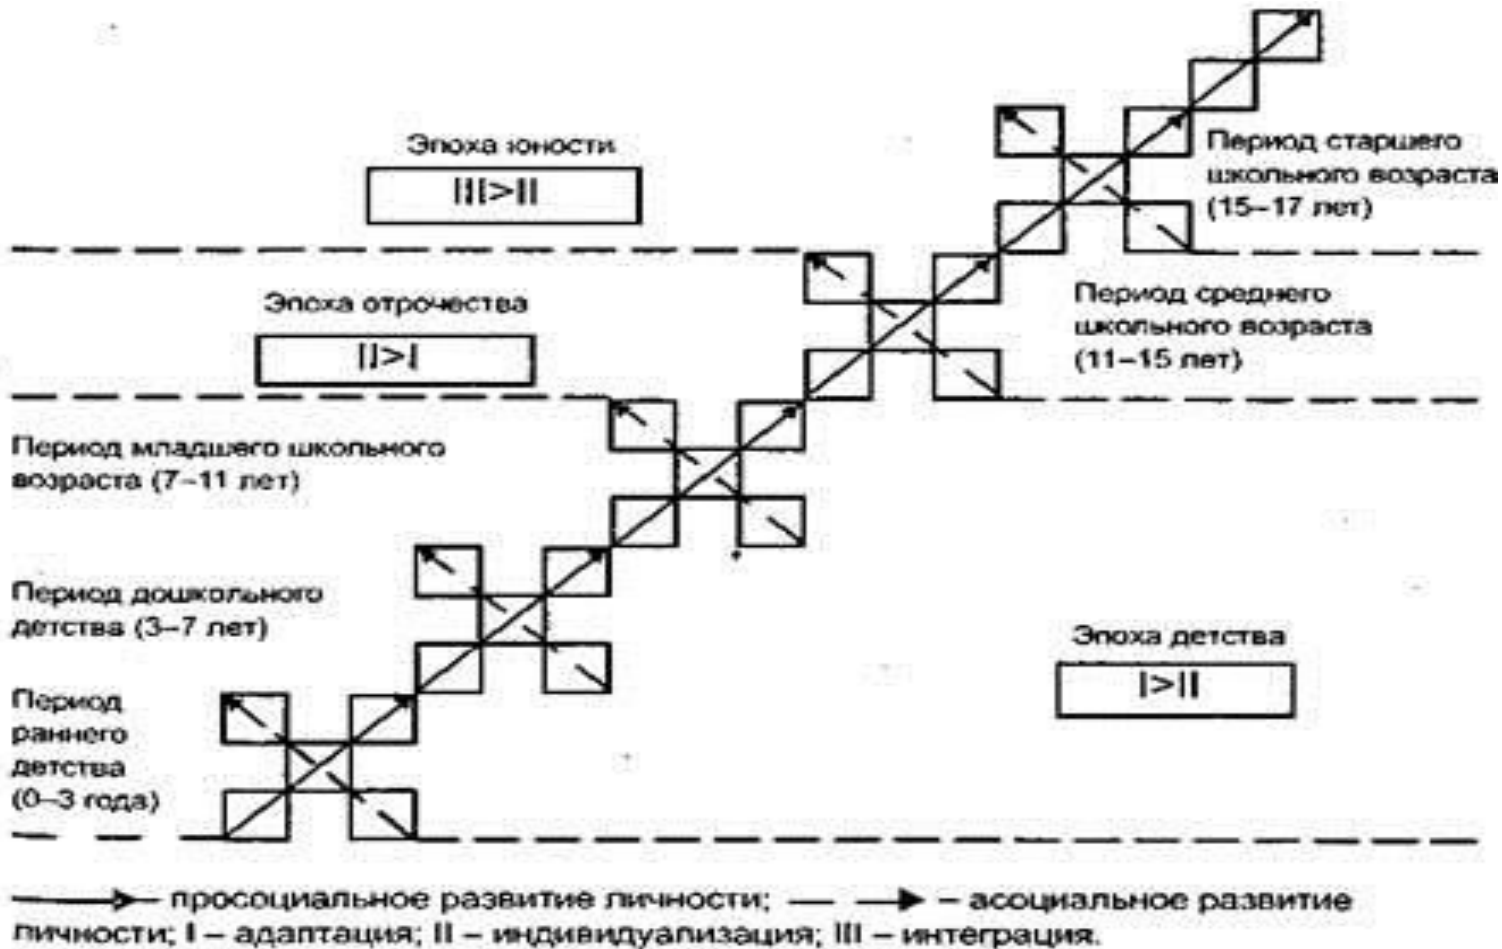 Эпоха юности
III>II
Период старшего
школьного возраста
(15–17 лет)
Эпоха отрочества
II>I
Период среднего
школьного возраста
(11–15 лет)
Период младшего школьного
возраста (7–11 лет)
Период дошкольного
детства (3–7 лет)
Эпоха детства
I>II
Период
раннего
детства
(0–3 года)
– просоциальное развитие личности; – асоциальное развитие
личности; I – адаптация; II – индивидуализация; III – интеграция.